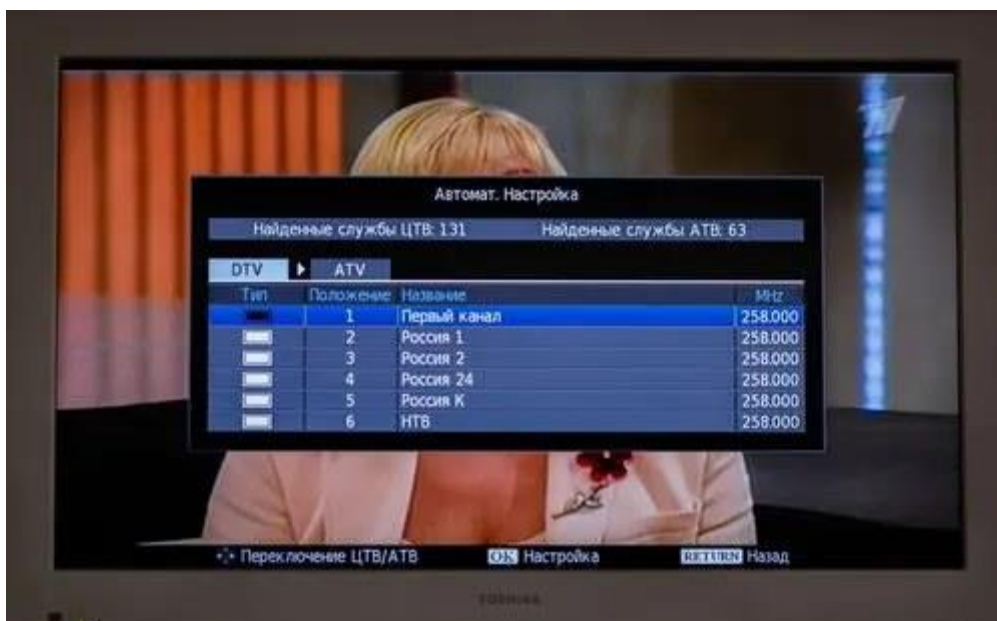 Автомат. Настройка
Найденные службы ЦТВ: 131 Найденные службы АТВ: 63
DTV ATV
Тип Положение Название MHz
1 Первый канал 258.000
2 Россия 1 258.000
3 Россия 2 258.000
4 Россия 24 258.000
5 Россия К 258.000
6 НТВ 258.000
Переключение ЦТВ/АТВ OK Настройка RETURN Назад
TOSHIBA